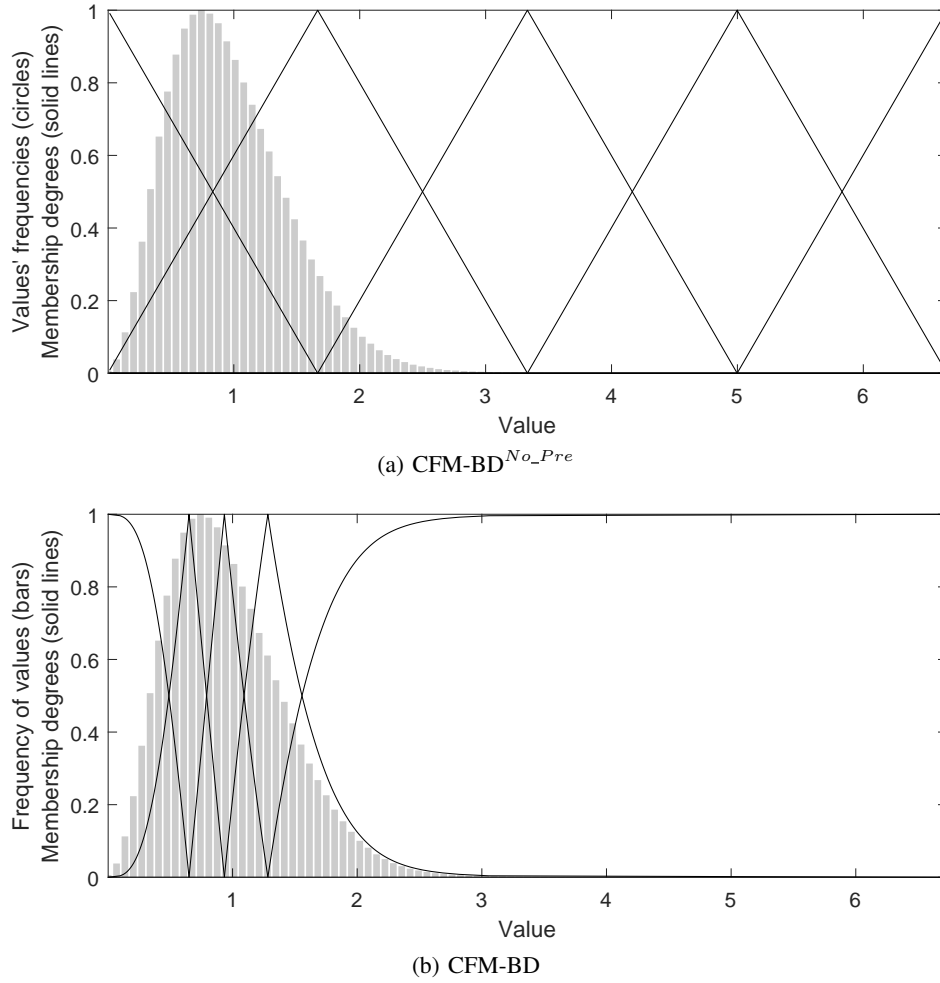 Values' frequencies (circles)
Membership degrees (solid lines)
1
0.8
0.6
0.4
0.2
0
1 2 3 4 5 6
Value
(a) CFM-BD^{No_Pre}
Frequency of values (bars)
Membership degrees (solid lines)
1
0.8
0.6
0.4
0.2
0
1 2 3 4 5 6
Value
(b) CFM-BD